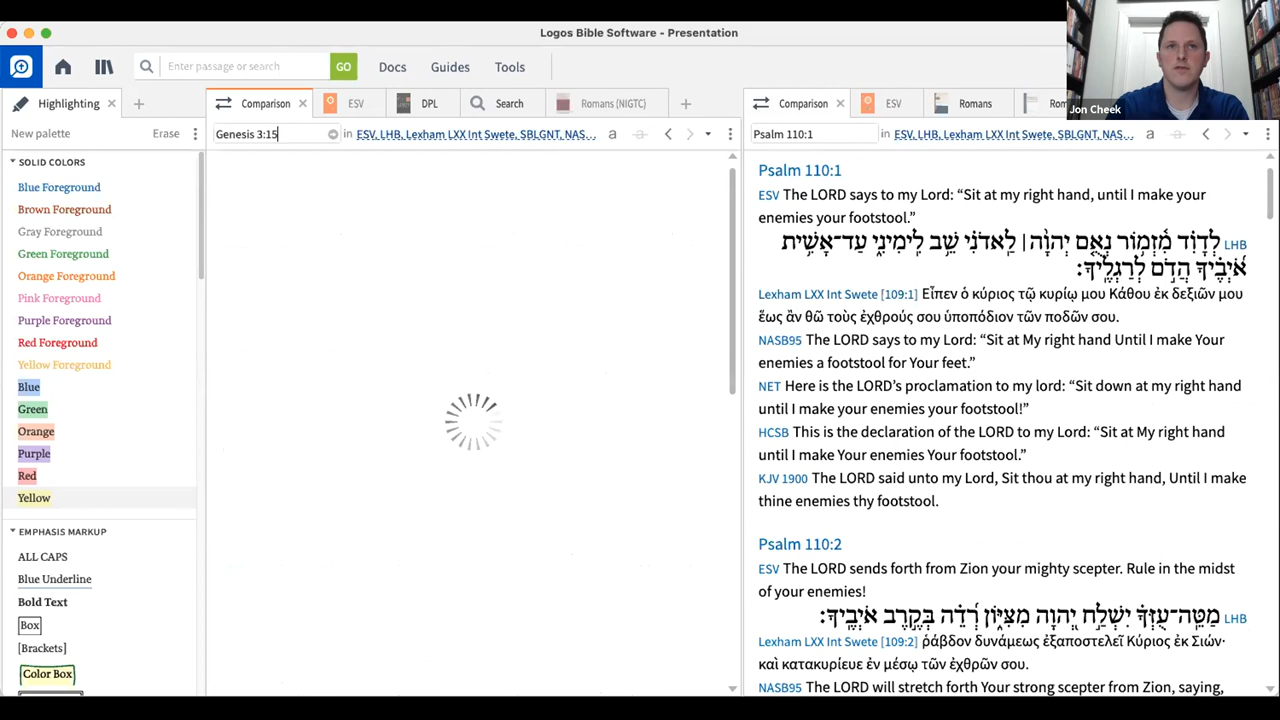 Logos Bible Software - Presentation
Jon Cheek
Enter passage or search
GO
Docs
Guides
Tools
Highlighting
Comparison
ESV
DPL
Search
Romans (NIGTC)
Comparison
ESV
Romans
New palette
Erase
Genesis 3:15
in
ESV, LHB, Lexham LXX Int Swete, SBLGNT, NAS...
a
a
Psalm 110:1
in
ESV, LHB, Lexham LXX Int Swete, SBLGNT, NAS...
a
a
SOLID COLORS
Blue Foreground
Brown Foreground
Gray Foreground
Green Foreground
Orange Foreground
Pink Foreground
Purple Foreground
Red Foreground
Yellow Foreground
Blue
Green
Orange
Purple
Red
Yellow
EMPHASIS MARKUP
ALL CAPS
Blue Underline
Bold Text
Box
[Brackets]
Color Box
Psalm 110:1
ESV The LORD says to my Lord: “Sit at my right hand, until I make your
enemies your footstool.”
לְדָוִ֗ד מִ֫זְמ֥וֹר נְאֻ֤ם יְהוָ֨ה׀ לַֽאדֹנִ֗י שֵׁ֥ב לִֽימִינִ֑י עַד־אָשִׁ֥ית LHB
אֹ֝יְבֶ֗יךָ הֲדֹ֣ם לְרַגְלֶֽיךָ׃
Lexham LXX Int Swete [109:1] Εἶπεν ὁ κύριος τῷ κυρίῳ μου Κάθου ἐκ δεξιῶν μου
ἕως ἂν θῶ τοὺς ἐχθρούς σου ὑποπόδιον τῶν ποδῶν σου.
NASB95 The LORD says to my Lord: “Sit at My right hand Until I make Your
enemies a footstool for Your feet.”
NET Here is the LORD’s proclamation to my lord: “Sit down at my right hand
until I make your enemies your footstool!”
HCSB This is the declaration of the LORD to my Lord: “Sit at My right hand
until I make Your enemies Your footstool.”
KJV 1900 The LORD said unto my Lord, Sit thou at my right hand, Until I make
thine enemies thy footstool.
Psalm 110:2
ESV The LORD sends forth from Zion your mighty scepter. Rule in the midst
of your enemies!
מַטֵּֽה־עֻזְּךָ֗ יִשְׁלַ֣ח יְ֭הוָה מִצִּיּ֑וֹן רְ֝דֵ֗ה בְּקֶ֣רֶב אֹיְבֶֽיךָ׃ LHB
Lexham LXX Int Swete [109:2] ῥάβδον δυνάμεως ἐξαποστελεῖ Κύριος ἐκ Σιών·
καὶ κατακυρίευε ἐν μέσῳ τῶν ἐχθρῶν σου.
NASB95 The LORD will stretch forth Your strong scepter from Zion, saying,